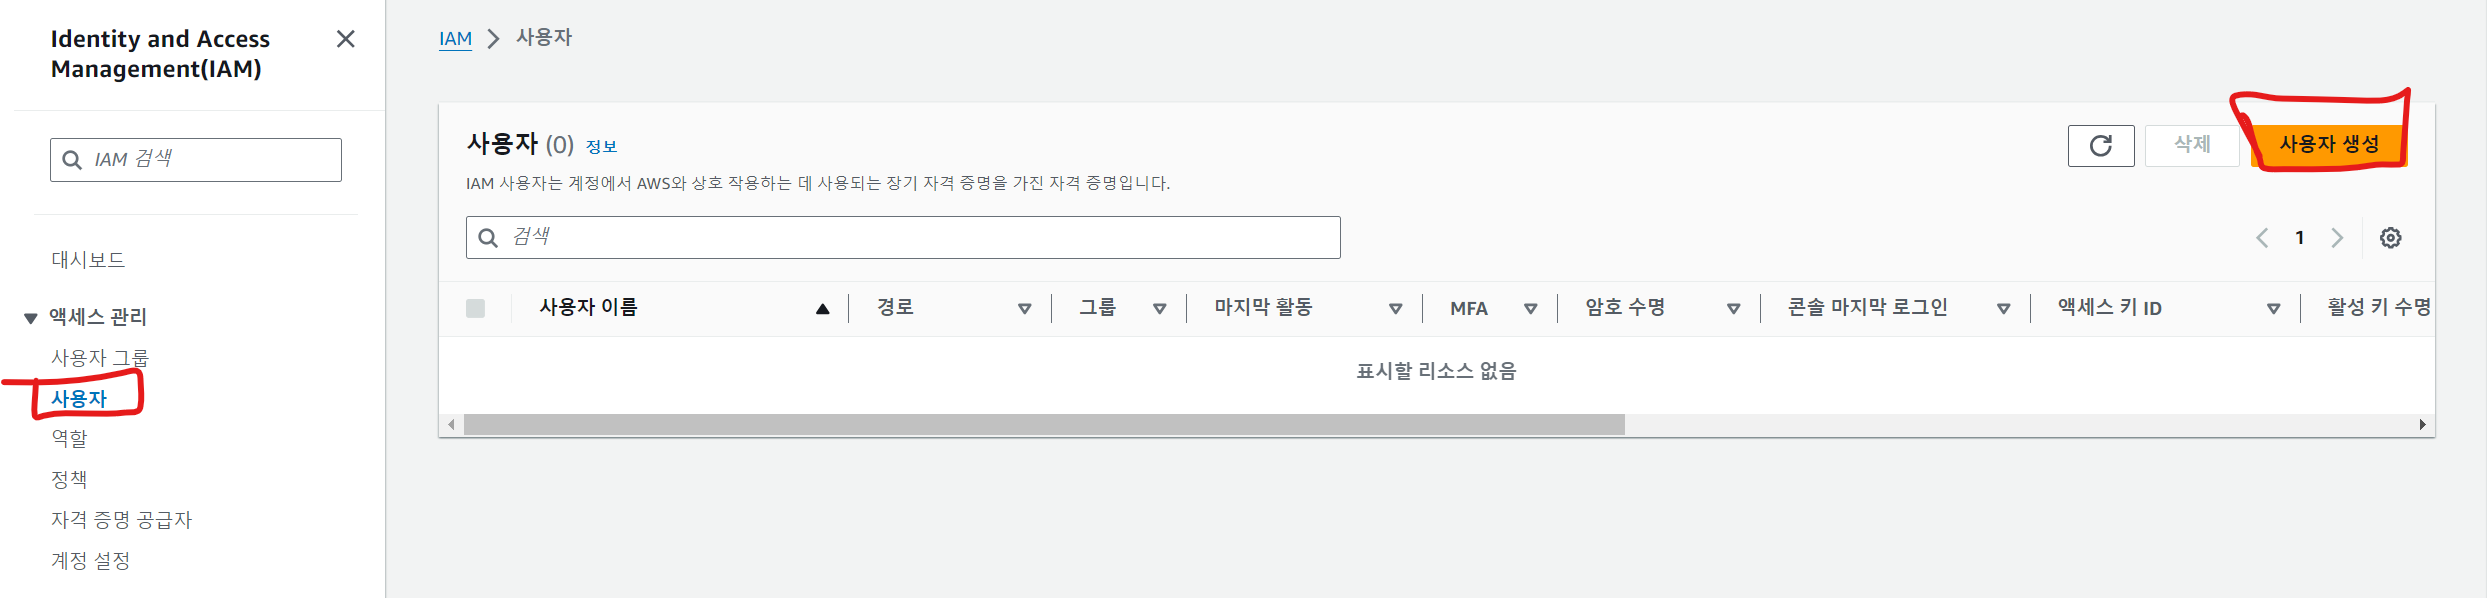 Identity and Access
Management(IAM)
IAM 검색
대시보드
액세스 관리
사용자 그룹
사용자
역할
정책
자격 증명 공급자
계정 설정
IAM > 사용자
사용자 (0) 정보
삭제
사용자 생성
IAM 사용자는 계정에서 AWS와 상호 작용하는 데 사용되는 장기 자격 증명을 가진 자격 증명입니다.
검색
1
사용자 이름 경로 그룹 마지막 활동 MFA 암호 수명 콘솔 마지막 로그인 액세스 키 ID 활성 키 수명
표시할 리소스 없음